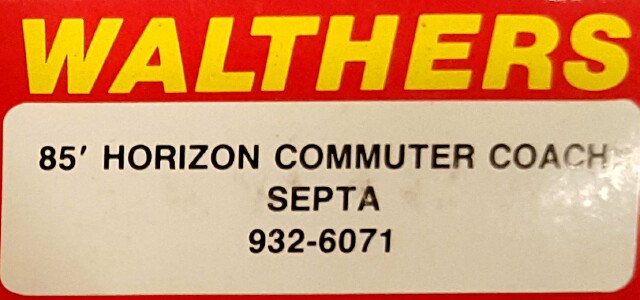 WALTHERS
85' HORIZON COMMUTER COACH
SEPTA
932-6071